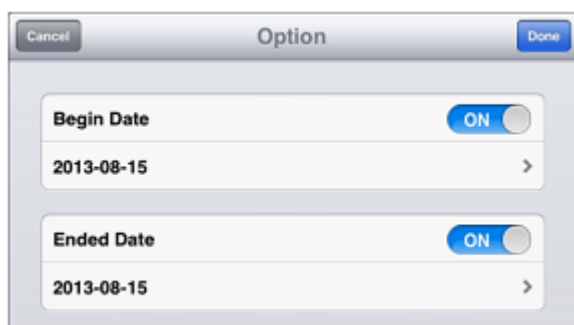 Cancel Option Done
Begin Date ON
2013-08-15
Ended Date ON
2013-08-15